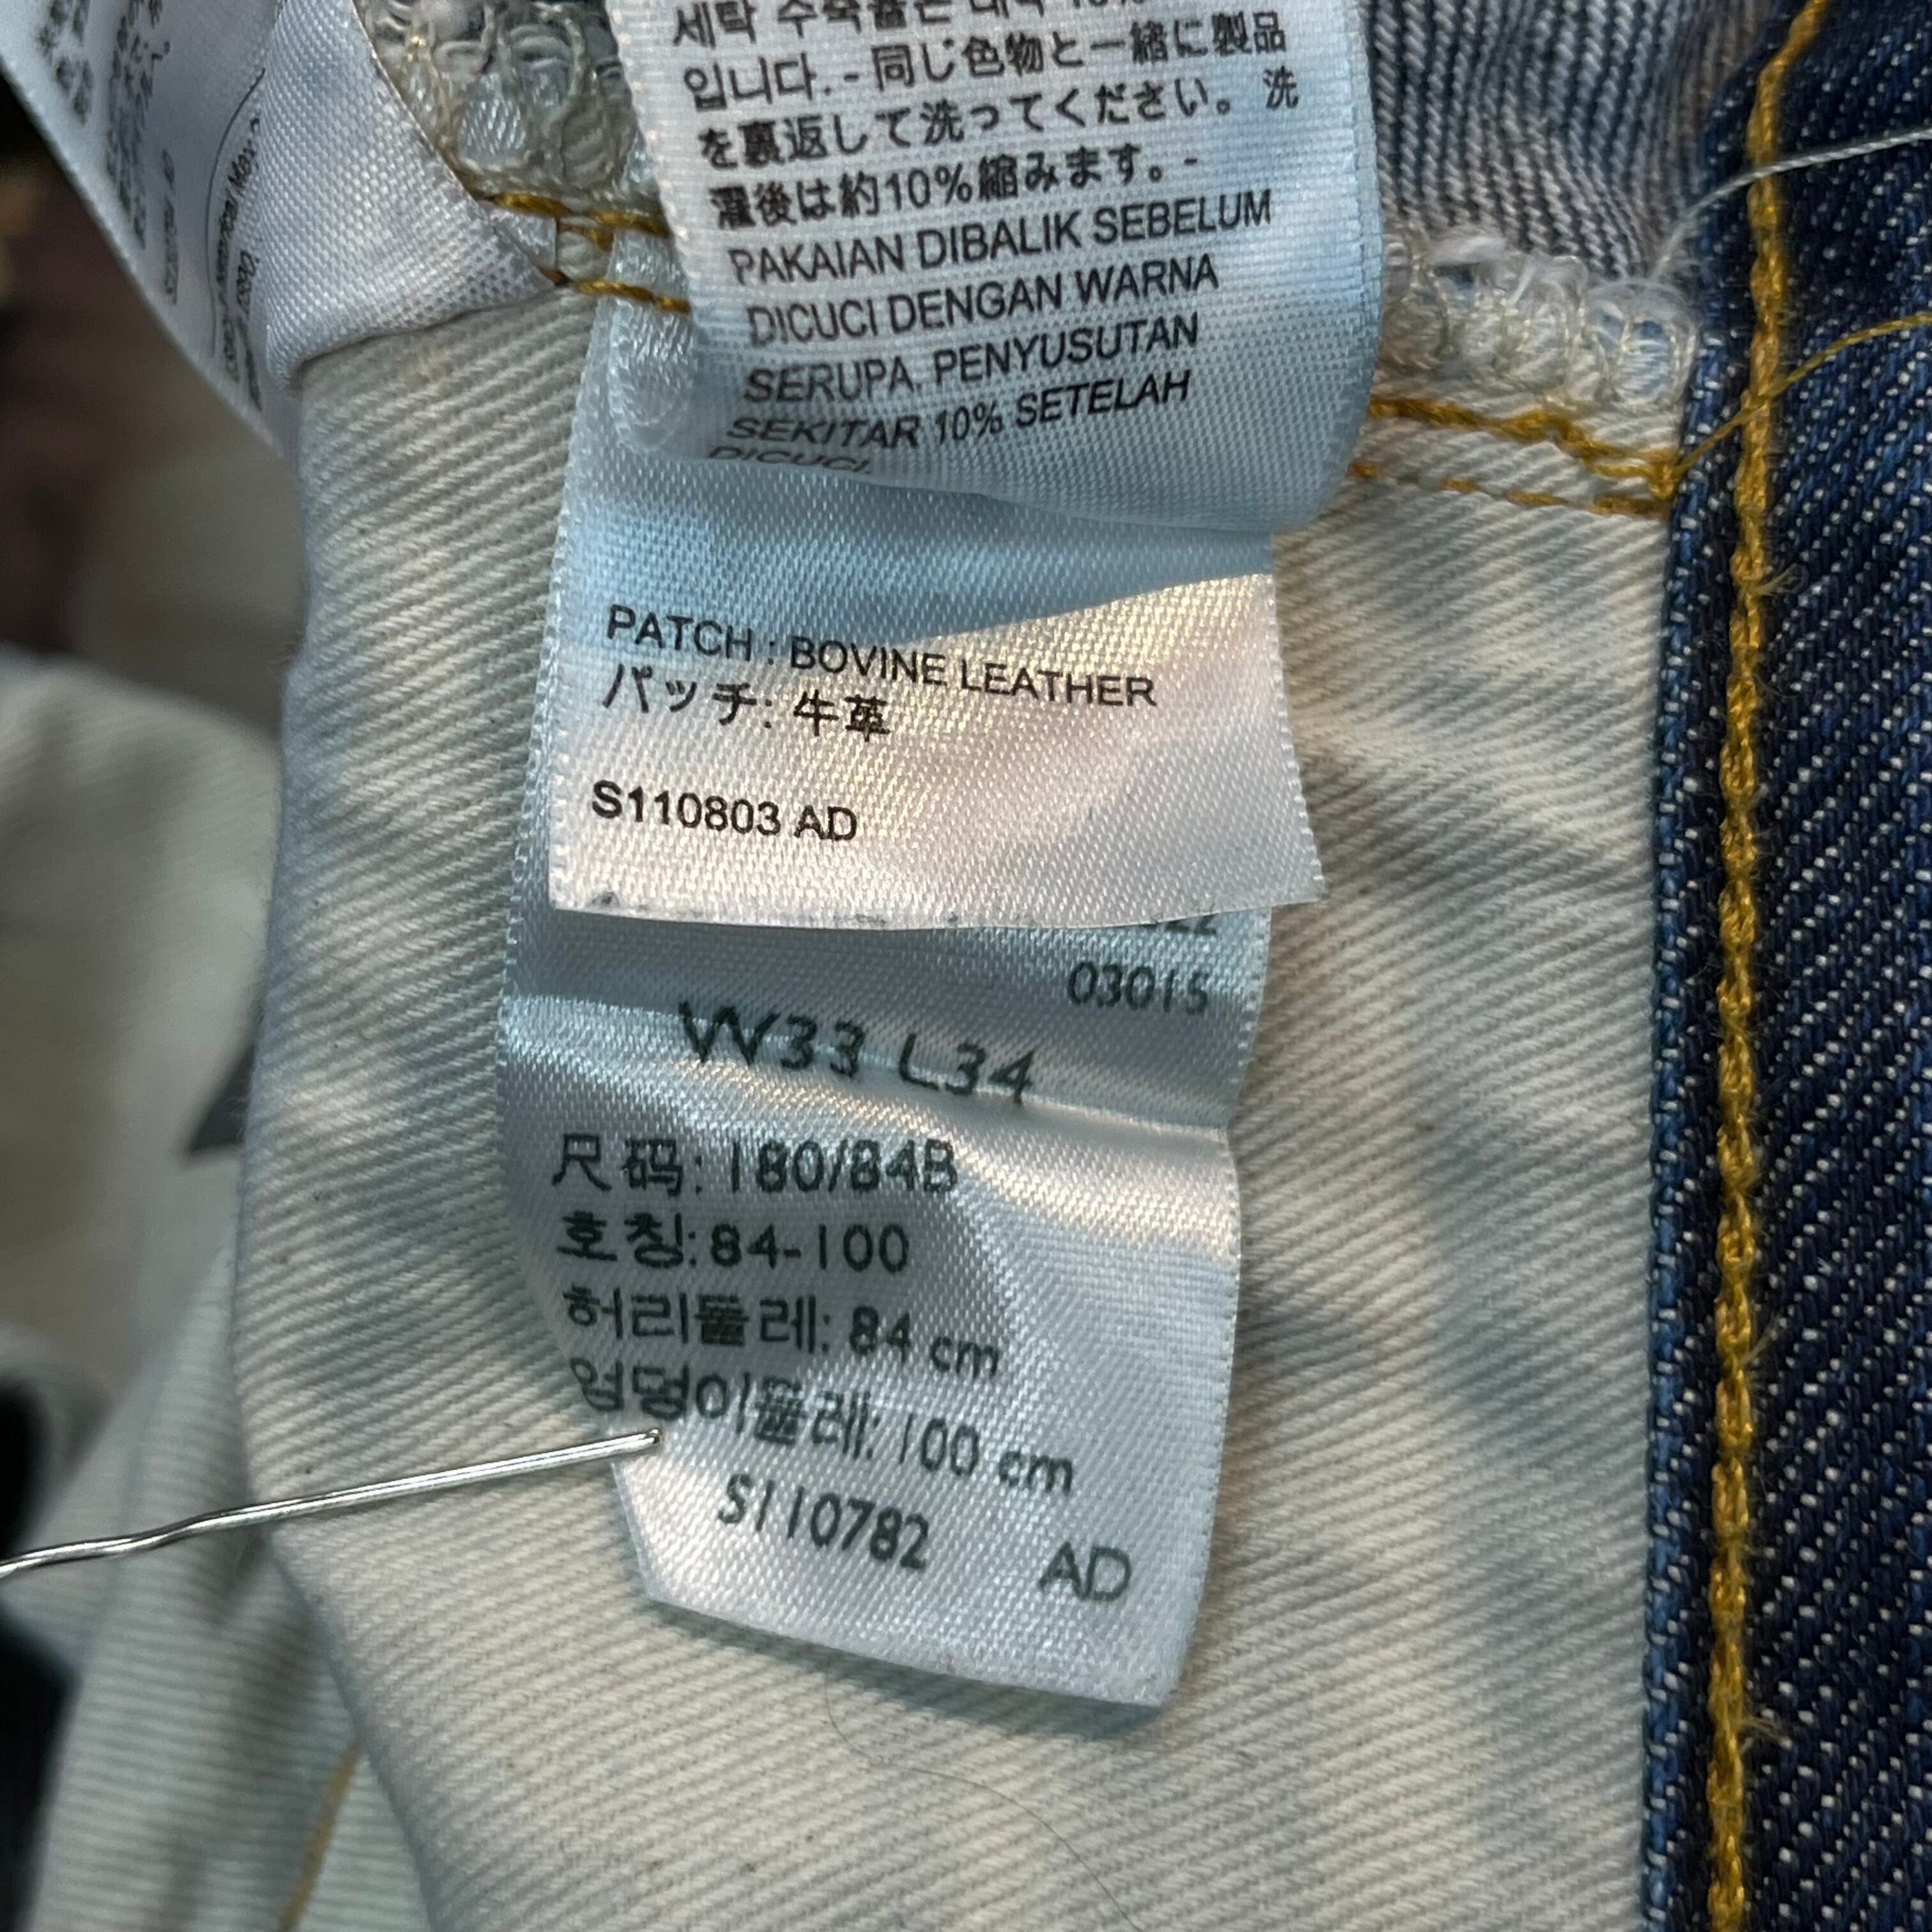 입니다. - 同じ色物と一緒に製品
を裏返して洗ってください。 洗
濯後は約10%縮みます。 -
PAKAIAN DIBALIK SEBELUM
DICUCI DENGAN WARNA
SERUPA. PENYUSUTAN
SEKITAR 10% SETELAH
DICUCI.
PATCH : BOVINE LEATHER
パッチ: 牛革
S110803 AD
03015
W33 L34
尺码: 180/84B
호칭: 84-100
허리둘레: 84 cm
엉덩이둘레: 100 cm
S110782 AD